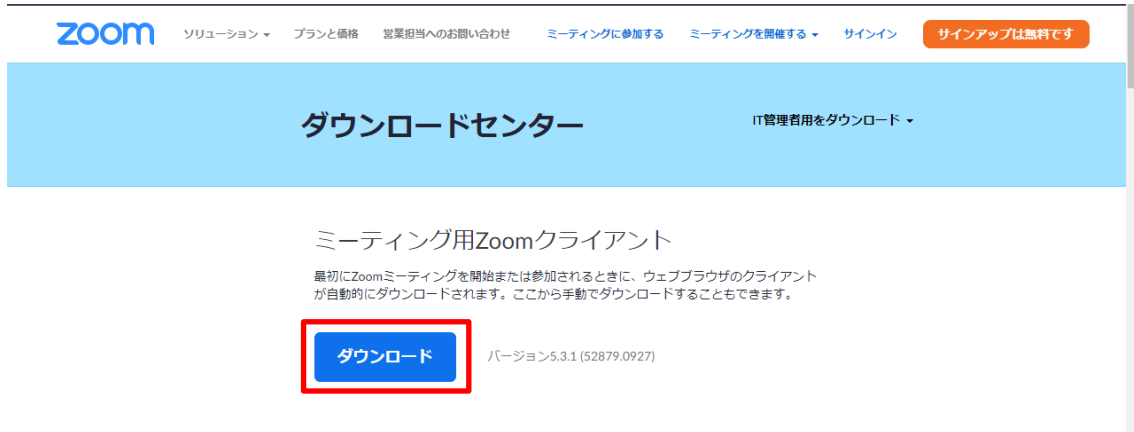 zoom ソリューション プランと価格 営業担当へのお問い合わせ ミーティングに参加する ミーティングを開催する サインイン サインアップは無料です
ダウンロードセンター IT管理者用をダウンロード
ミーティング用Zoomクライアント
最初にZoomミーティングを開始または参加されるときに、ウェブブラウザのクライアント
が自動的にダウンロードされます。ここから手動でダウンロードすることもできます。
ダウンロード バージョン5.3.1 (52879.0927)